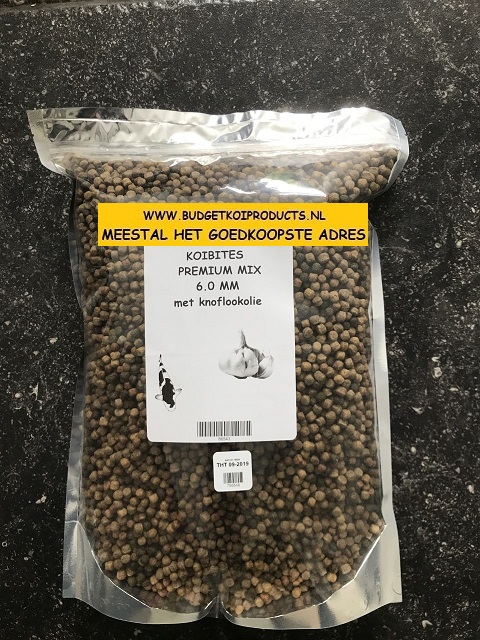 WWW.BUDGETKOIPRODUCTS.NL
MEESTAL HET GOEDKOOPSTE ADRES
KOIBITES
PREMIUM MIX
6.0 MM
met knoflookolie
THT 09-2019